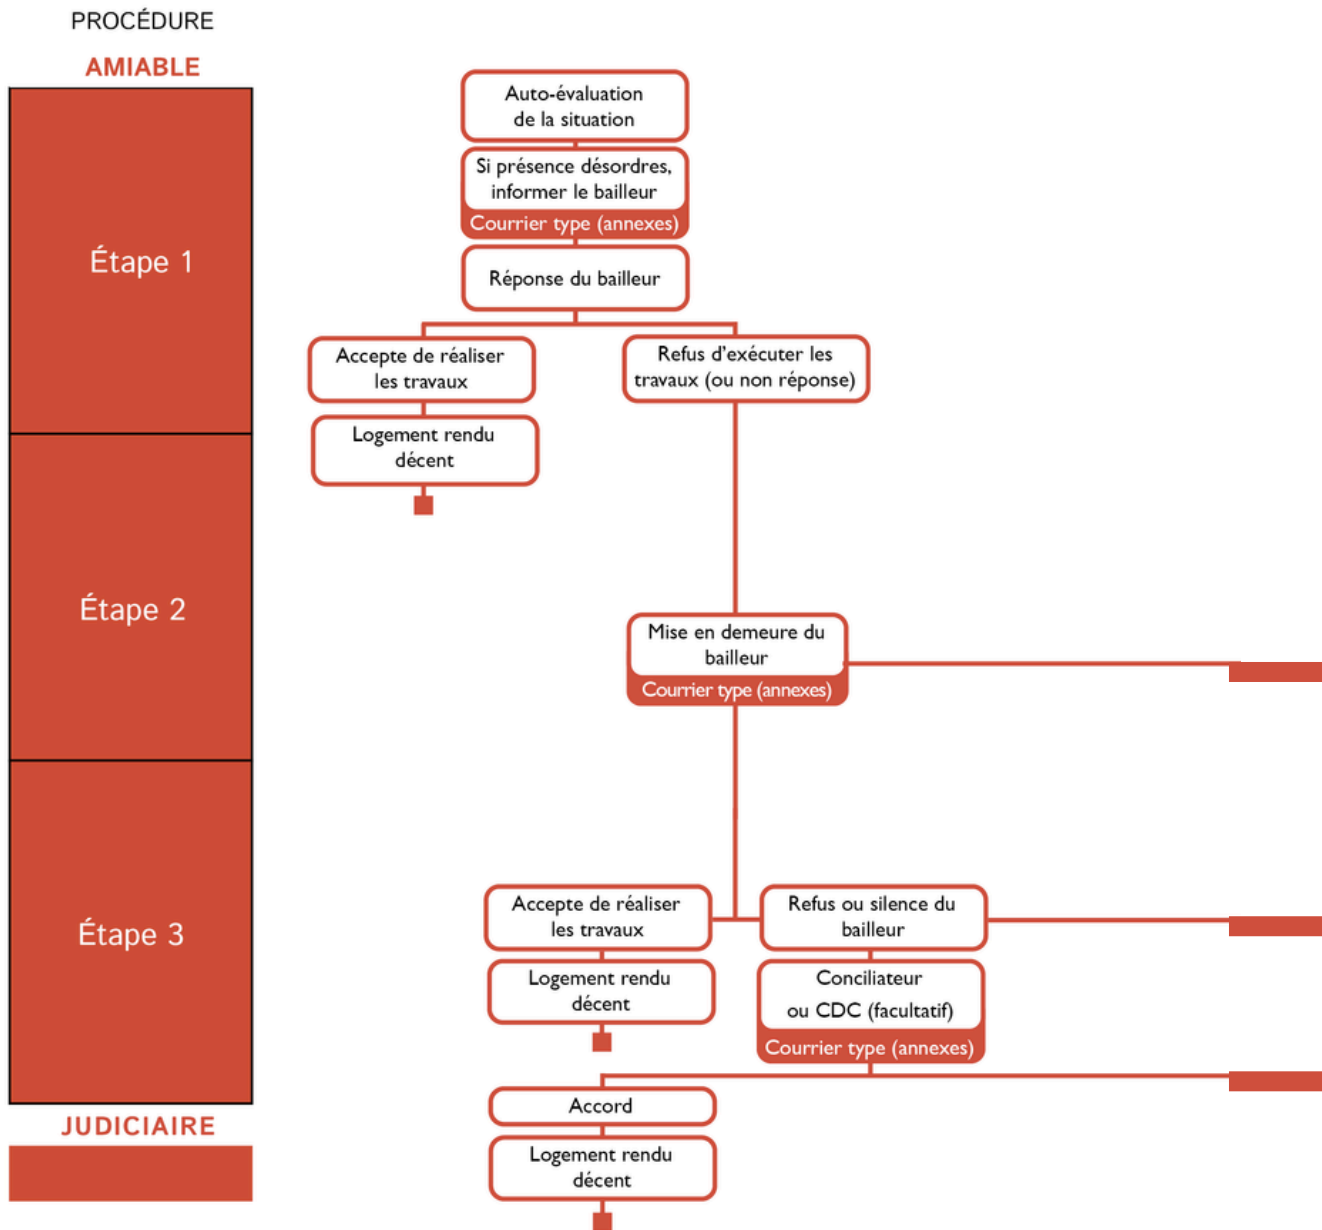 PROCÉDURE
AMIABLE
Étape 1
Auto-évaluation
de la situation
Si présence désordres,
informer le bailleur
Courrier type (annexes)
Réponse du bailleur
Accepte de réaliser
les travaux
Refus d'exécuter les
travaux (ou non réponse)
Logement rendu
décent
Étape 2
Mise en demeure du
bailleur
Courrier type (annexes)
Étape 3
Accepte de réaliser
les travaux
Refus ou silence du
bailleur
Logement rendu
décent
Conciliateur
ou CDC (facultatif)
Courrier type (annexes)
Accord
Logement rendu
décent
JUDICIAIRE